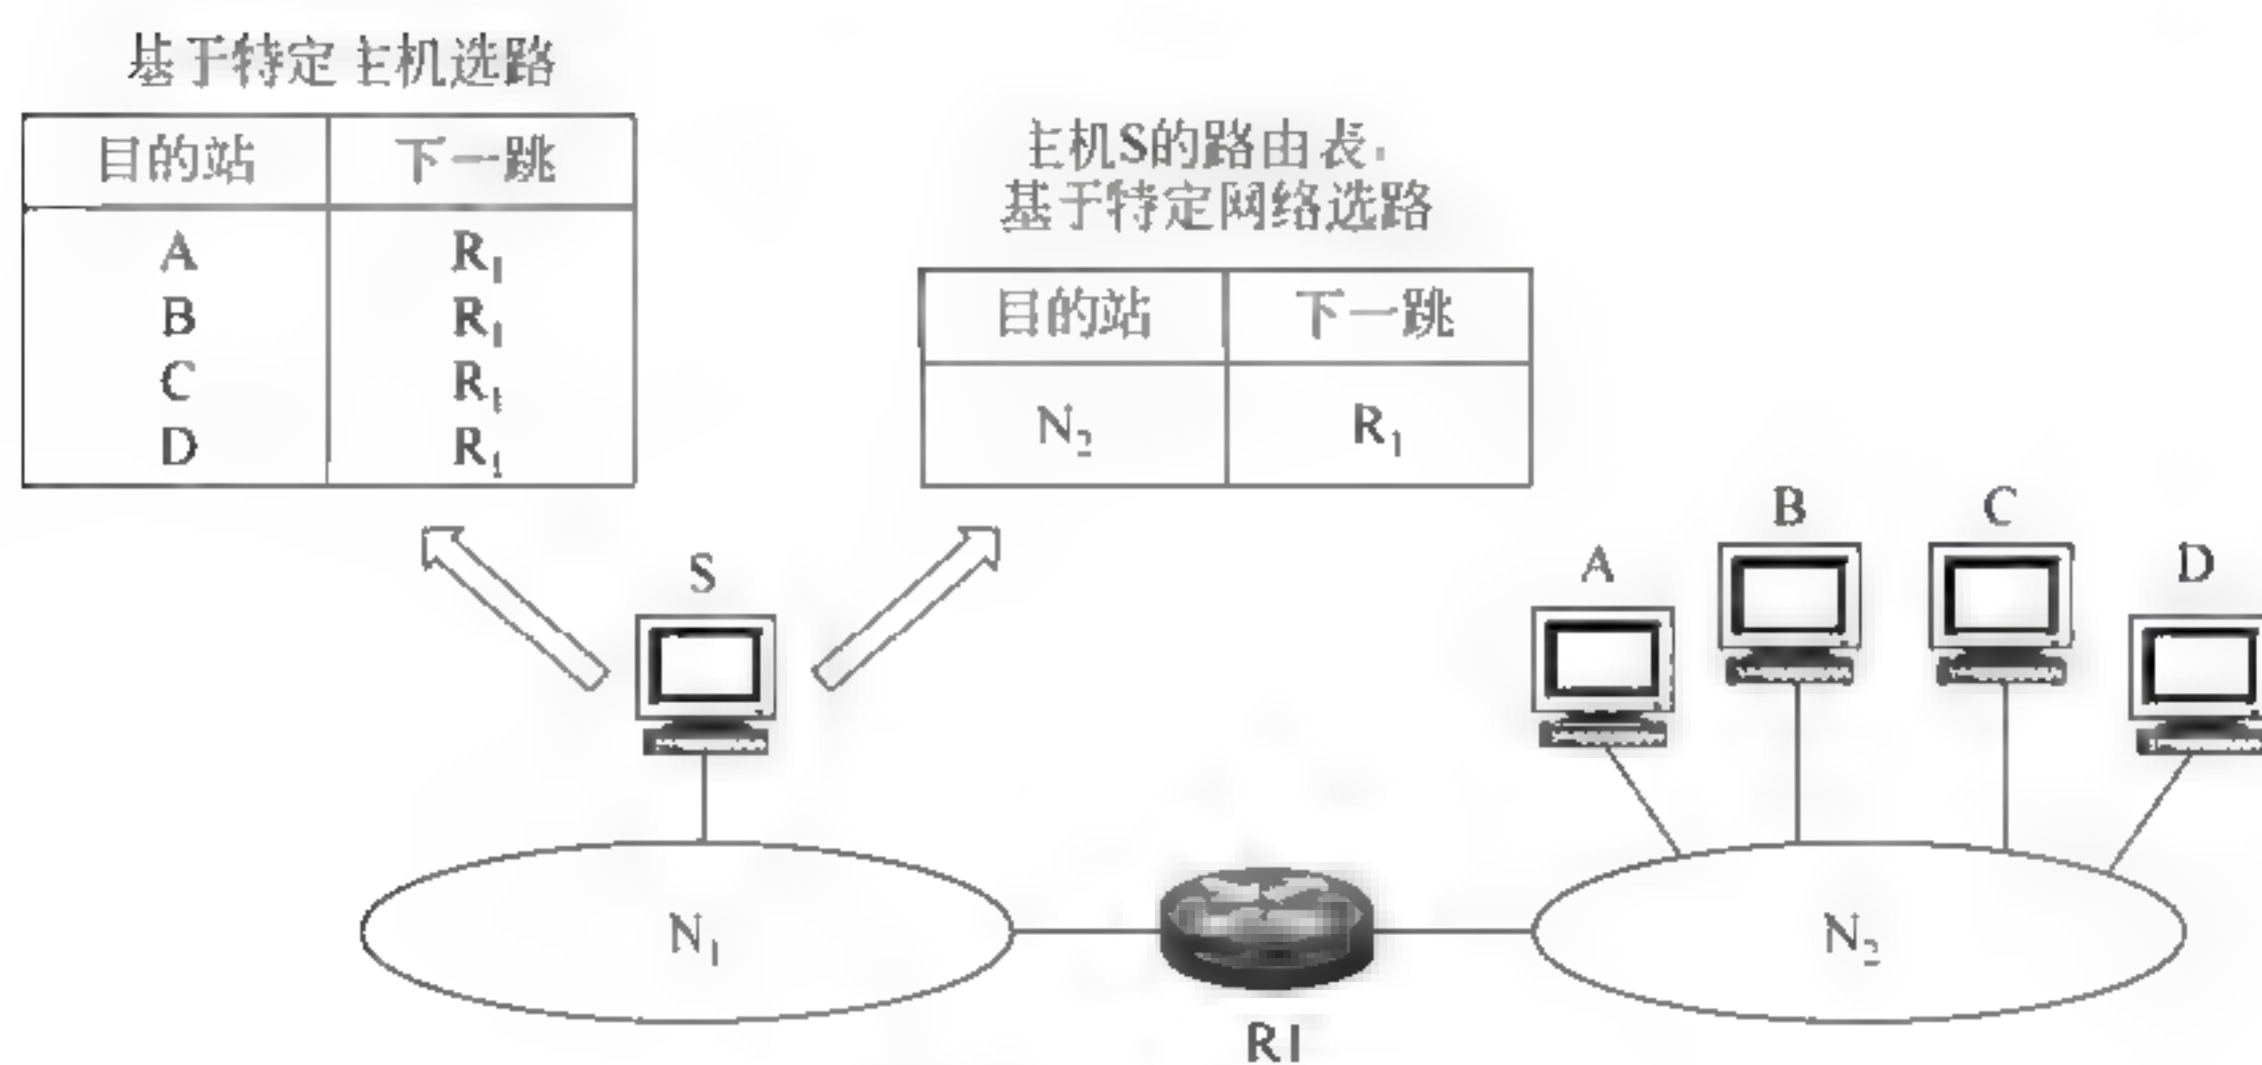 基于特定主机选路
目的站 下一跳
A R₁
B R₁
C R₁
D R₁
主机S的路由表:
基于特定网络选路
目的站 下一跳
N₂ R₁
S
A
B
C
D
N₁
R1
N₂